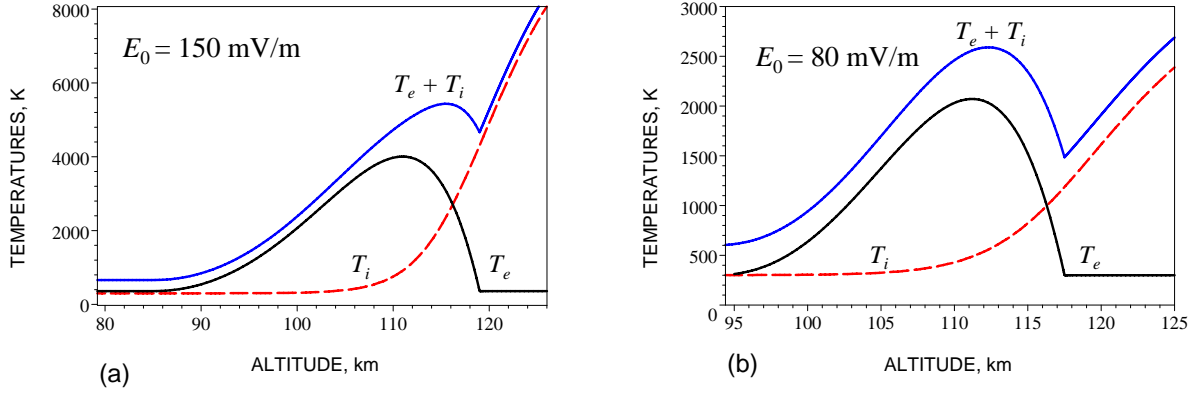 8000
6000
4000
2000
0
TEMPERATURES, K
E₀ = 150 mV/m
Tₑ + Tᵢ
Tᵢ
Tₑ
80
90
100
110
120
ALTITUDE, km
(a)
3000
2500
2000
1500
1000
500
0
TEMPERATURES, K
E₀ = 80 mV/m
Tₑ + Tᵢ
Tᵢ
Tₑ
95
100
105
110
115
120
125
ALTITUDE, km
(b)